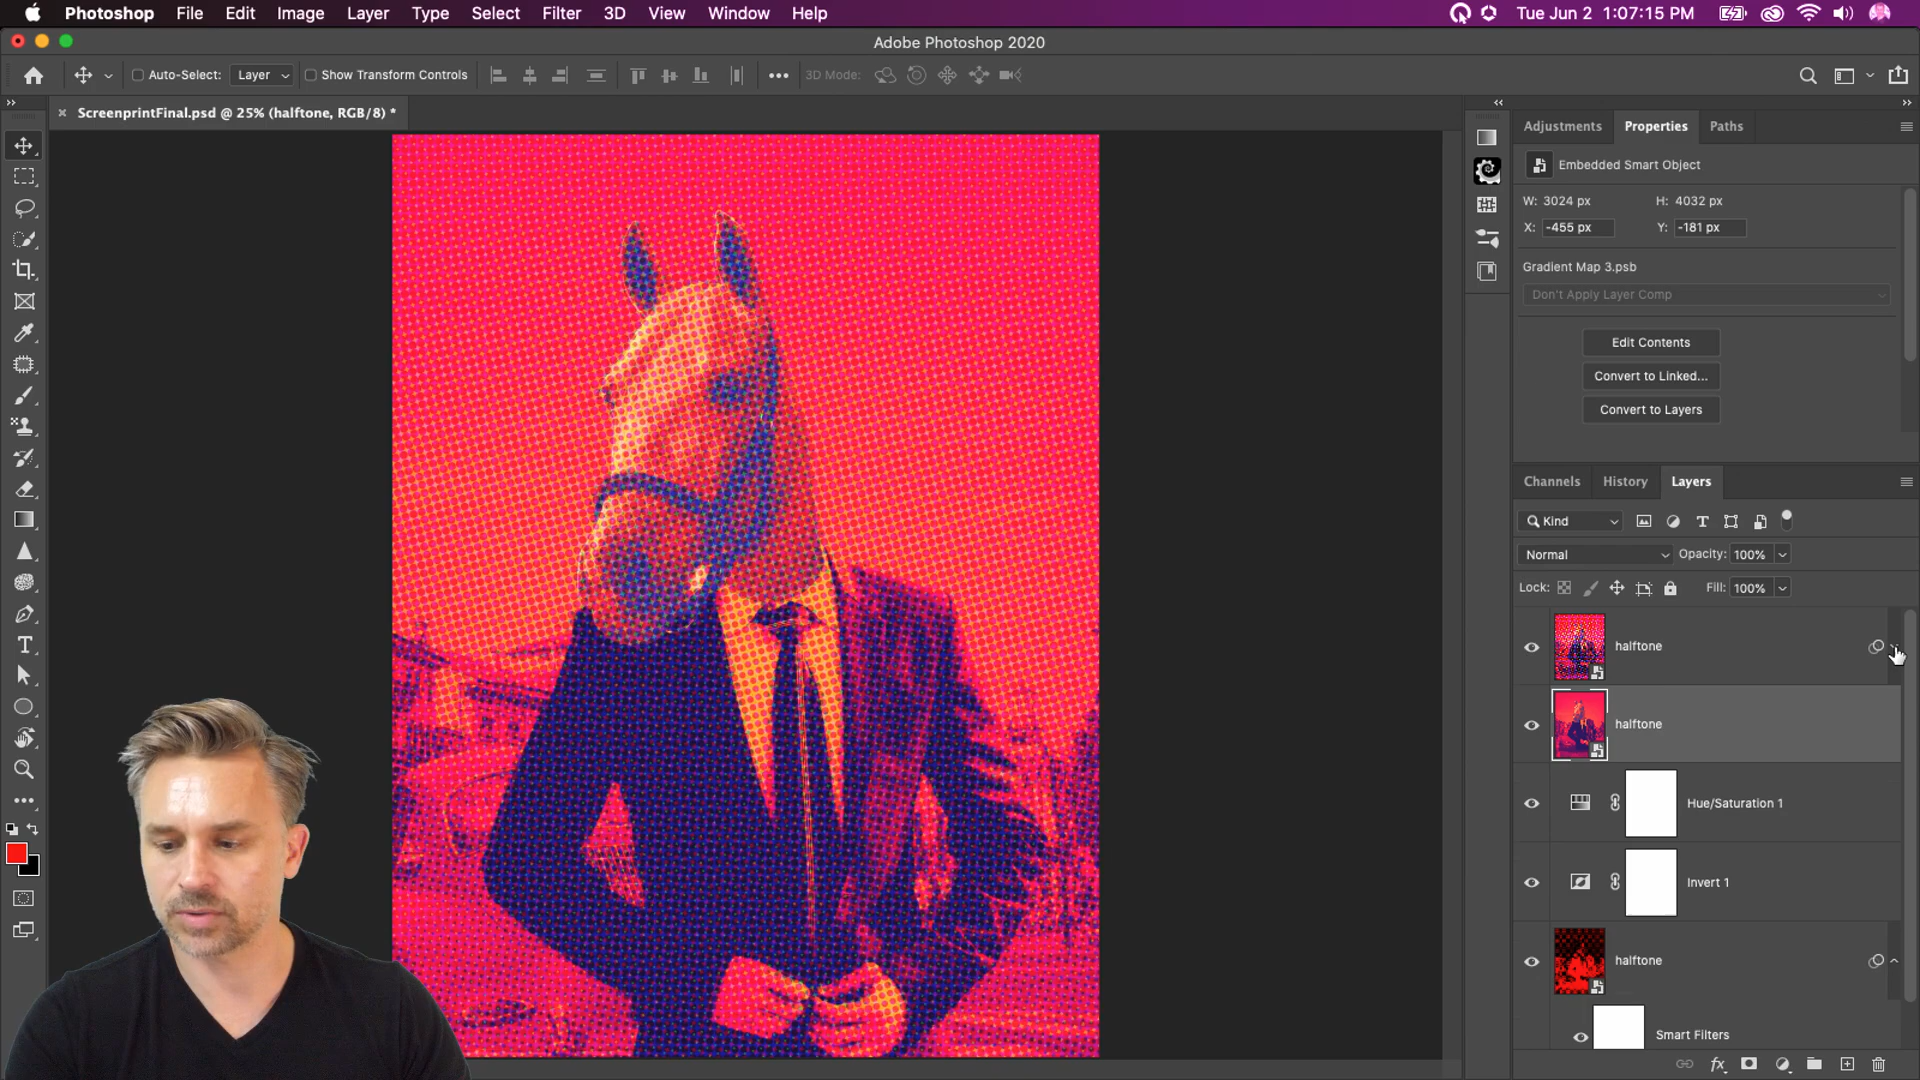 Photoshop File Edit Image Layer Type Select Filter 3D View Window Help Tue Jun 2 1:07:15 PM
Adobe Photoshop 2020
Auto-Select: Layer Show Transform Controls 3D Mode:
ScreenprintFinal.psd @ 25% (halftone, RGB/8) *
Adjustments Properties Paths
Embedded Smart Object
W: 3024 px H: 4032 px
X: -455 px Y: -181 px
Gradient Map 3.psb
Don't Apply Layer Comp
Edit Contents
Convert to Linked...
Convert to Layers
Channels History Layers
Kind
Normal Opacity: 100%
Lock: Fill: 100%
halftone
halftone
Hue/Saturation 1
Invert 1
halftone
Smart Filters